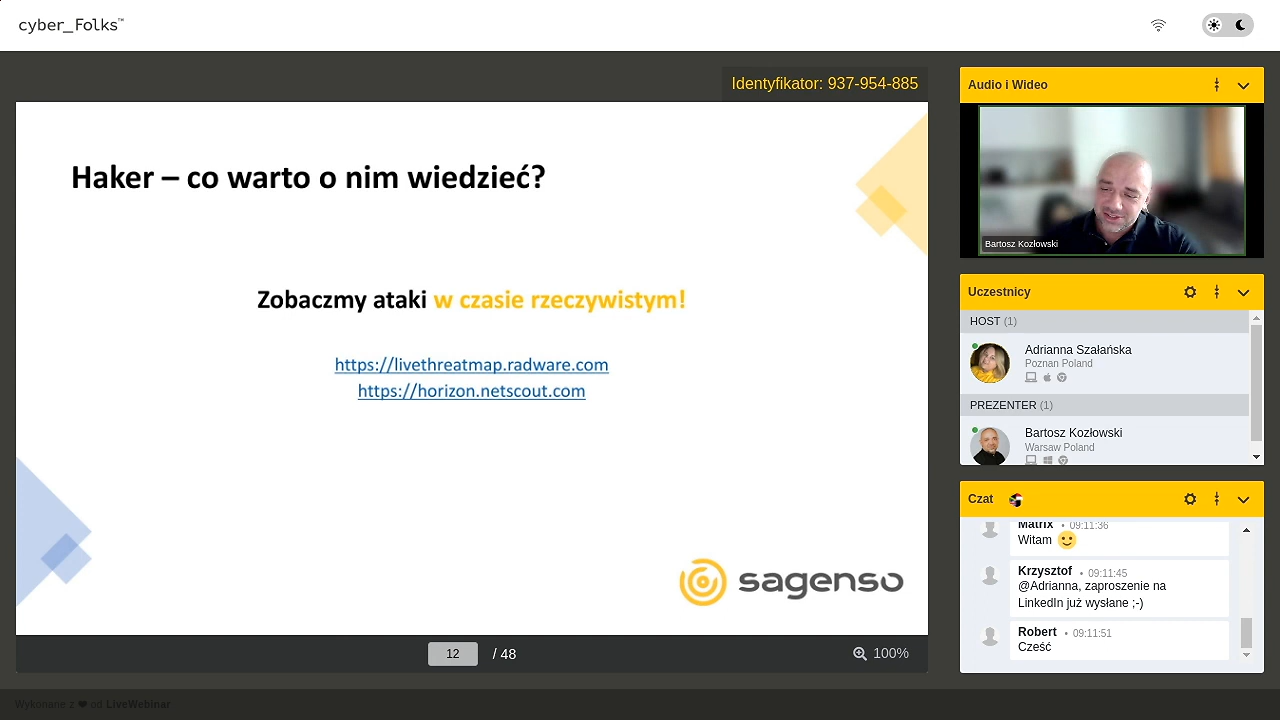 cyber_Folks™
Identyfikator: 937-954-885
Haker – co warto o nim wiedzieć?
Zobaczmy ataki w czasie rzeczywistym!
https://livethreatmap.radware.com
https://horizon.netscout.com
sagenso
12 / 48
100%
Audio i Wideo
Bartosz Kozłowski
Uczestnicy
HOST (1)
Adrianna Szałańska
Poznan Poland
PREZENTER (1)
Bartosz Kozłowski
Warsaw Poland
Czat
Matrix • 09:11:36
Witam
Krzysztof • 09:11:45
@Adrianna, zaproszenie na
LinkedIn już wysłane ;-)
Robert • 09:11:51
Cześć
Wykonane z ❤ od LiveWebinar